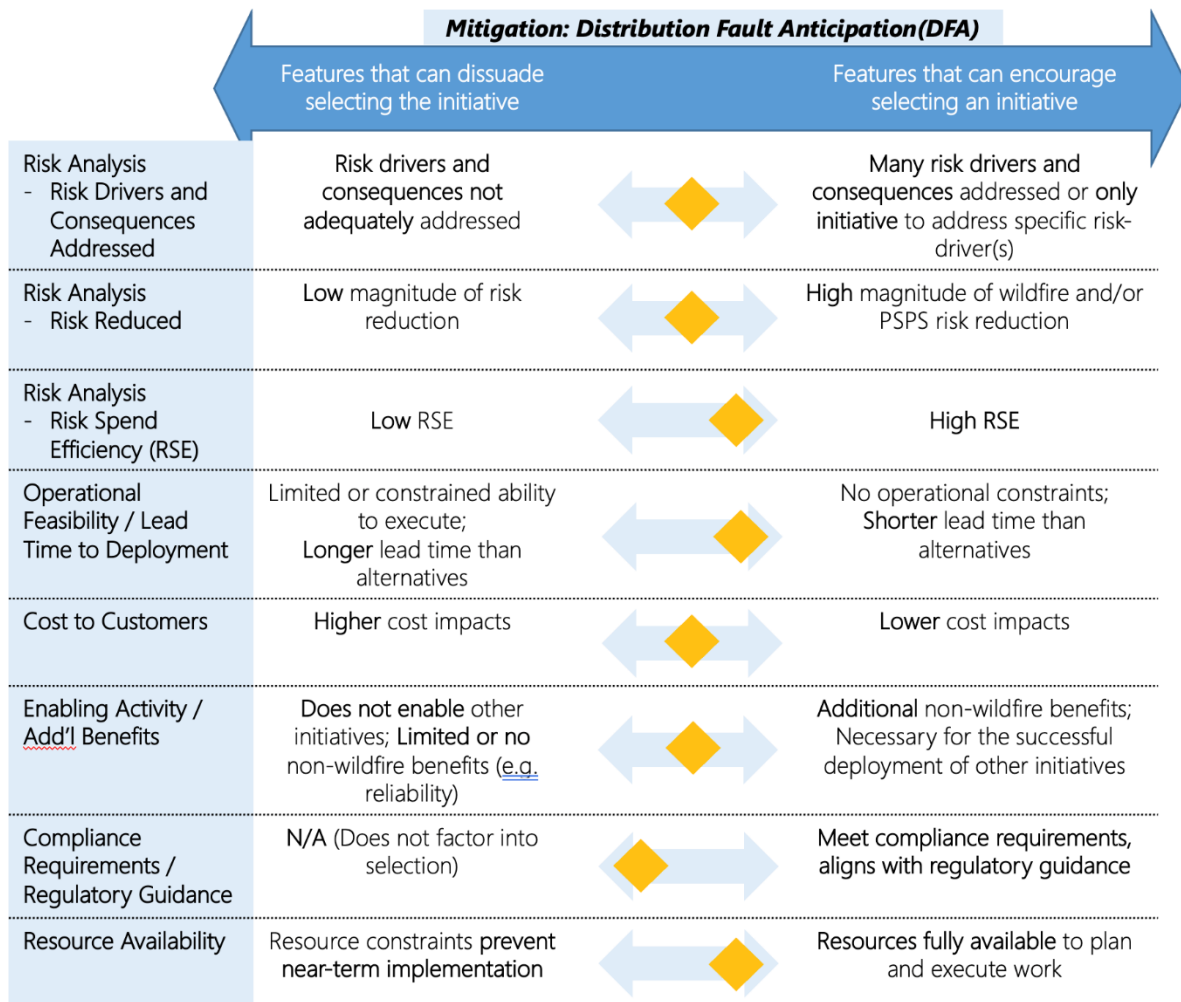 Mitigation: Distribution Fault Anticipation(DFA)
Features that can dissuade
selecting the initiative
Features that can encourage
selecting an initiative
Risk Analysis
- Risk Drivers and
Consequences
Addressed
Risk drivers and
consequences not
adequately addressed
Many risk drivers and
consequences addressed or only
initiative to address specific risk-
driver(s)
Risk Analysis
- Risk Reduced
Low magnitude of risk
reduction
High magnitude of wildfire and/or
PSPS risk reduction
Risk Analysis
- Risk Spend
Efficiency (RSE)
Low RSE
High RSE
Operational
Feasibility / Lead
Time to Deployment
Limited or constrained ability
to execute;
Longer lead time than
alternatives
No operational constraints;
Shorter lead time than
alternatives
Cost to Customers
Higher cost impacts
Lower cost impacts
Enabling Activity /
Add'l Benefits
Does not enable other
initiatives; Limited or no
non-wildfire benefits (e.g.
reliability)
Additional non-wildfire benefits;
Necessary for the successful
deployment of other initiatives
Compliance
Requirements /
Regulatory Guidance
N/A (Does not factor into
selection)
Meet compliance requirements,
aligns with regulatory guidance
Resource Availability
Resource constraints prevent
near-term implementation
Resources fully available to plan
and execute work